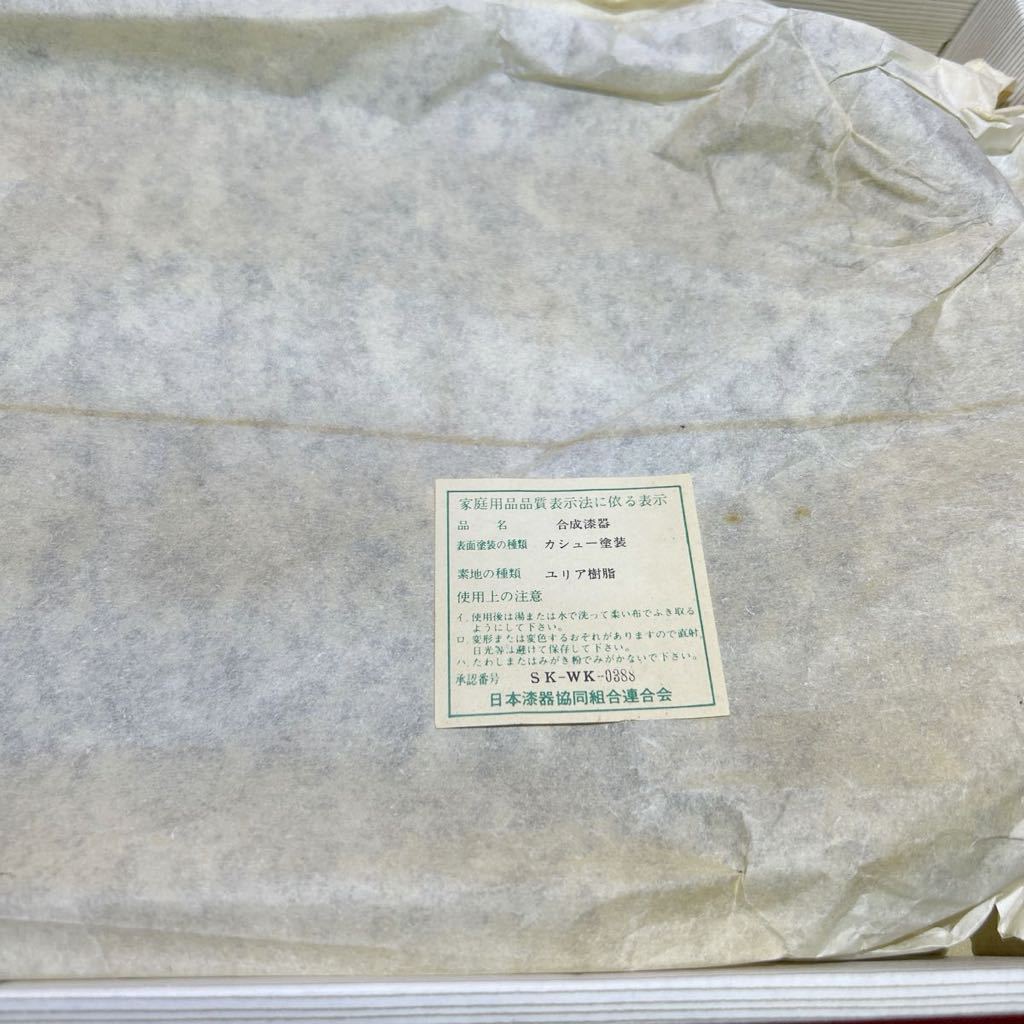 家庭用品品質表示法に依る表示
品 名 合成漆器
表面塗装の種類 カシュー塗装
素地の種類 ユリア樹脂
使用上の注意
イ.使用後は湯または水で洗って柔い布でふき取る
ようにして下さい。
ロ.変形または変色するおそれがありますので直射
日光等は避けて保存して下さい。
ハ.たわしまたはみがき粉でみがかないで下さい。
承認番号 SK-WK-0388
日本漆器協同組合連合会